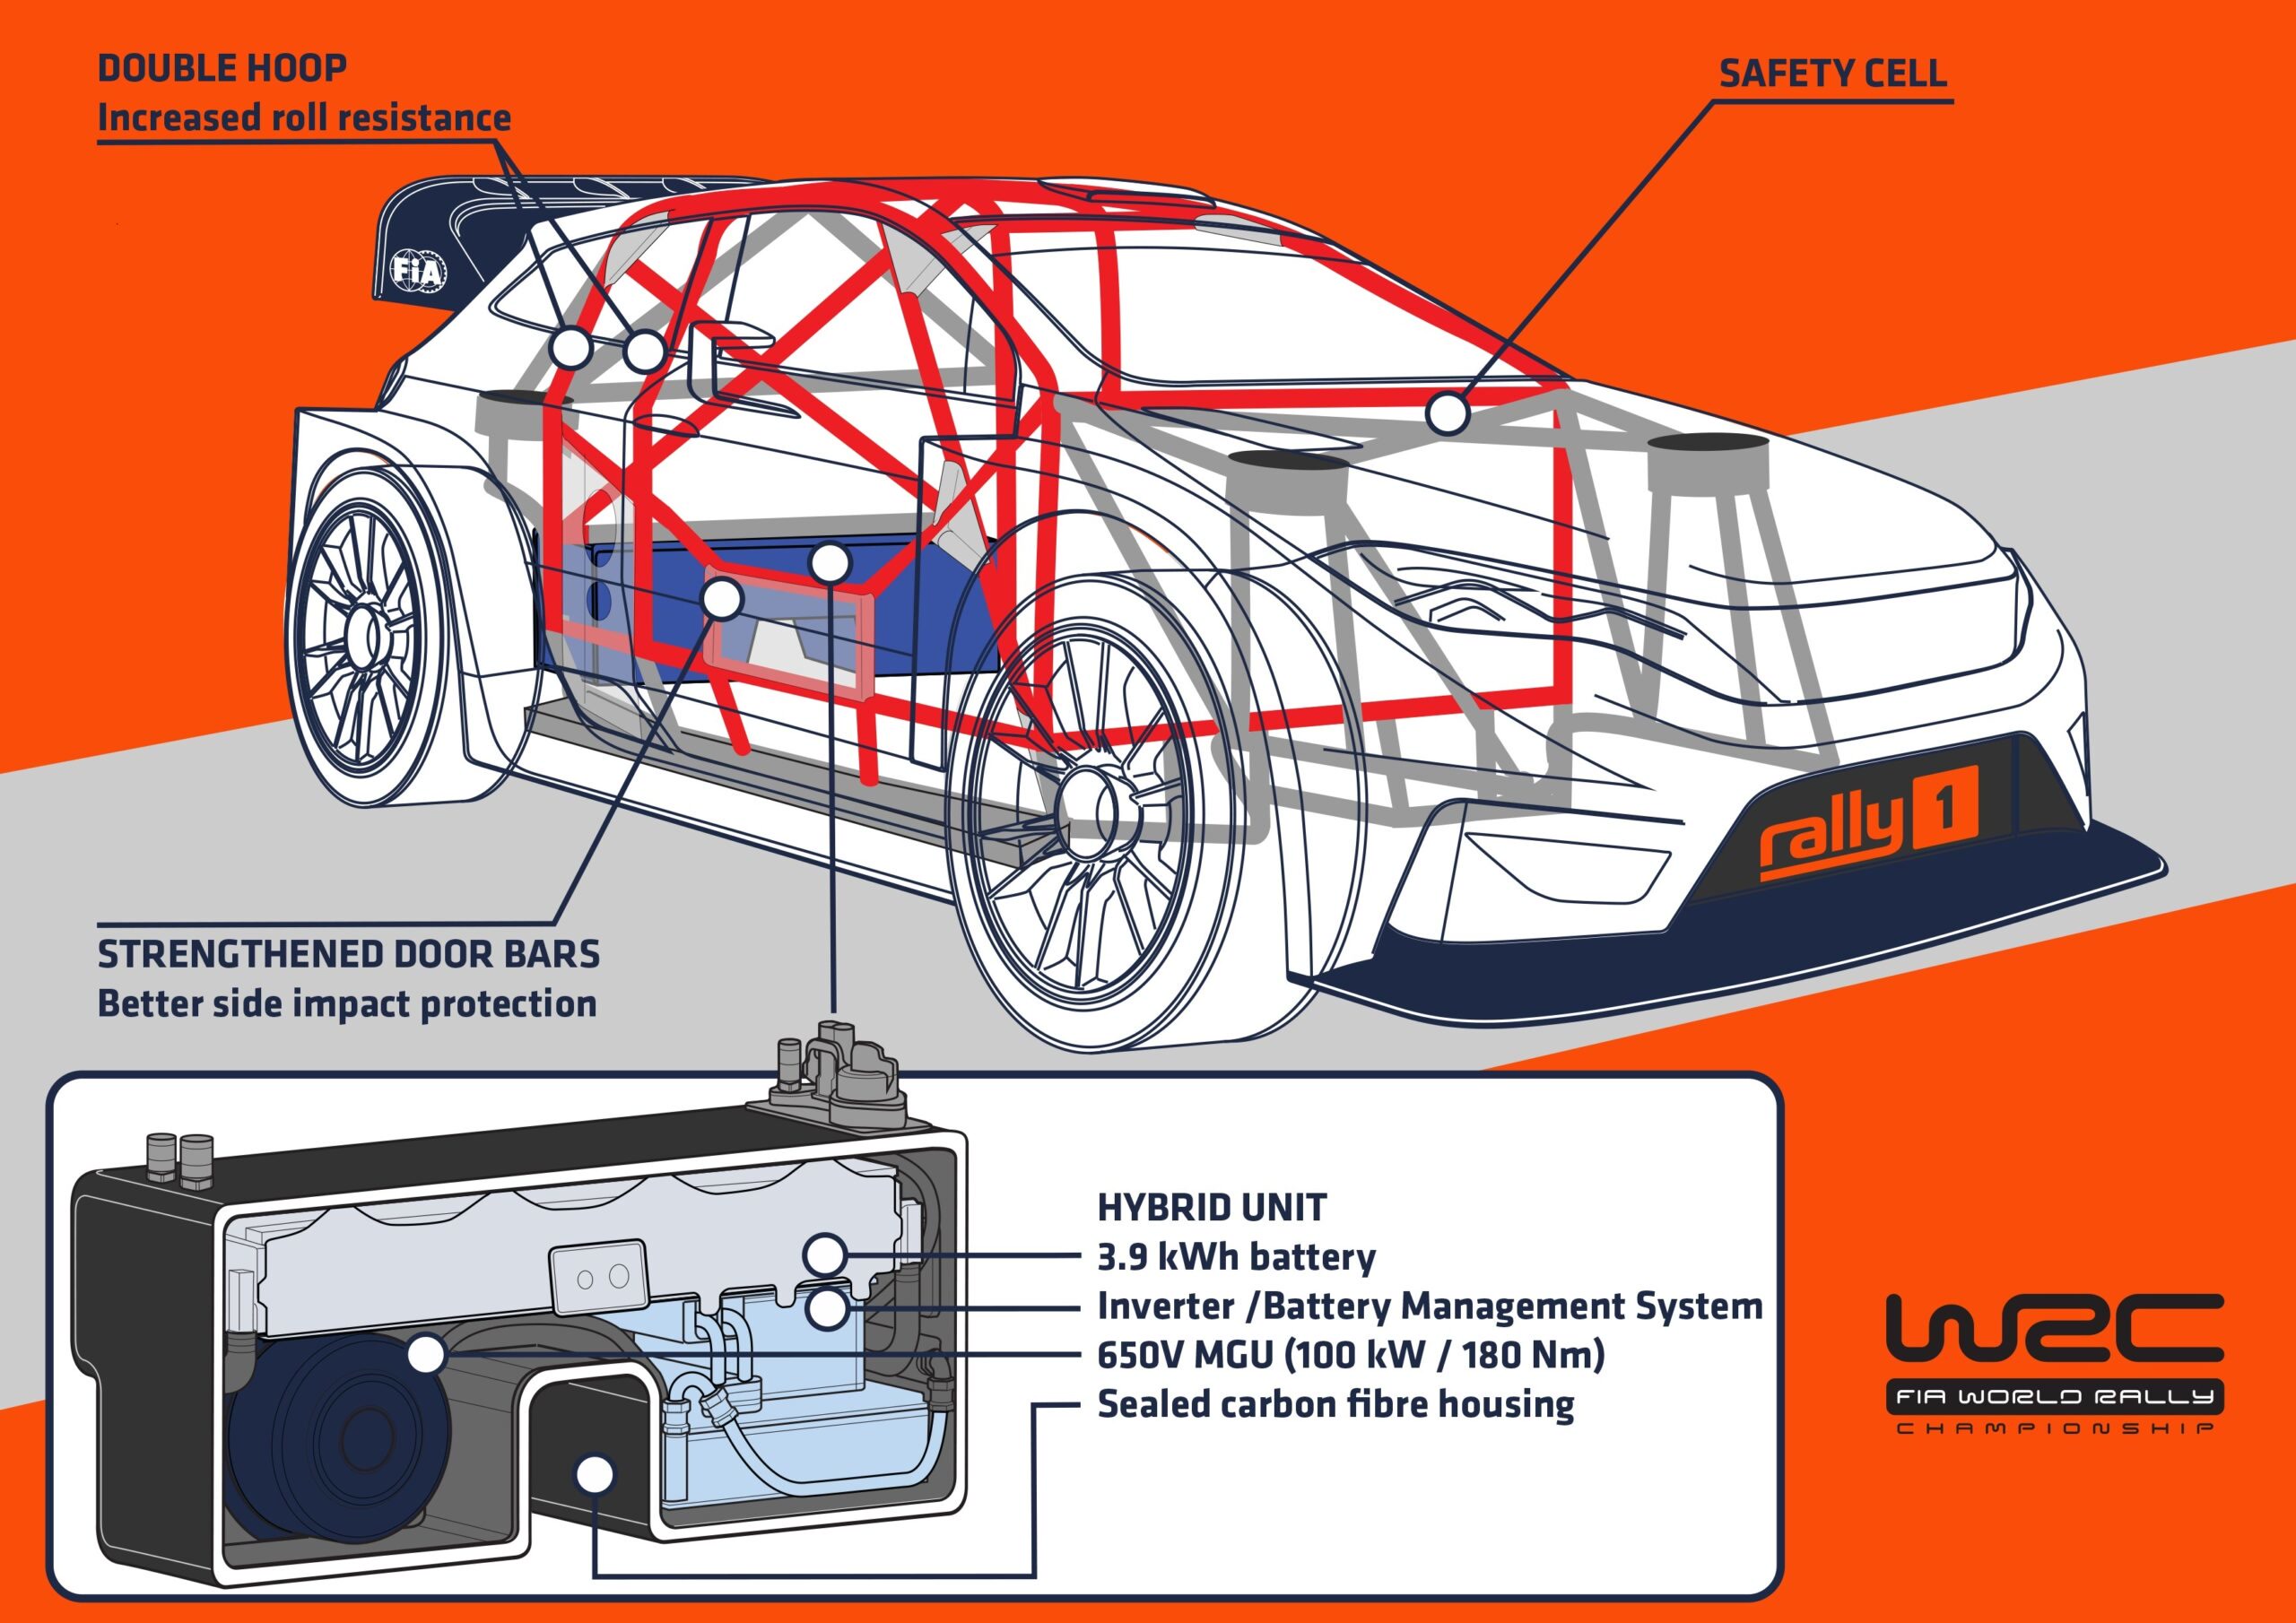 DOUBLE HOOP
Increased roll resistance
SAFETY CELL
FiA
rally 1
STRENGTHENED DOOR BARS
Better side impact protection
HYBRID UNIT
3.9 kWh battery
Inverter /Battery Management System
650V MGU (100 kW / 180 Nm)
Sealed carbon fibre housing
WRC
FIA WORLD RALLY
CHAMPIONSHIP